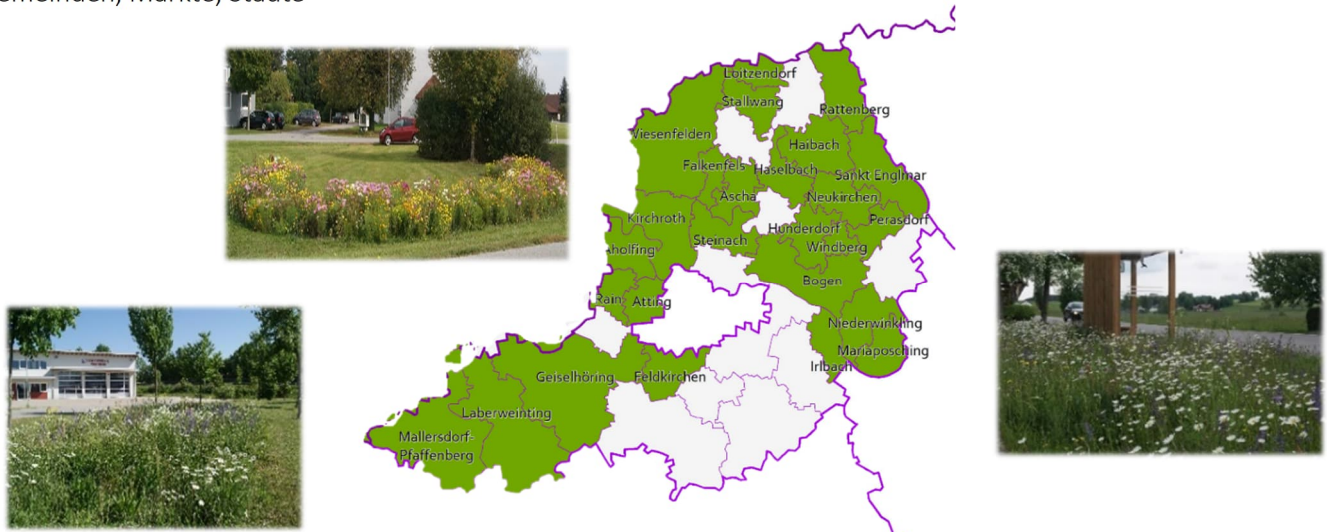 Märkte, Städte
Loitzendorf
Stallwang
Rattenberg
Wiesenfelden
Haibach
Falkenfels
Haselbach
Sankt Englmar
Ascha
Neukirchen
Kirchroth
Perasdorf
Hunderdorf
Steinach
Windberg
Aholfing
Bogen
Rain
Atting
Niederwinkling
Mariaposching
Irlbach
Geiselhöring
Feldkirchen
Laberweinting
Mallersdorf-
Pfaffenberg